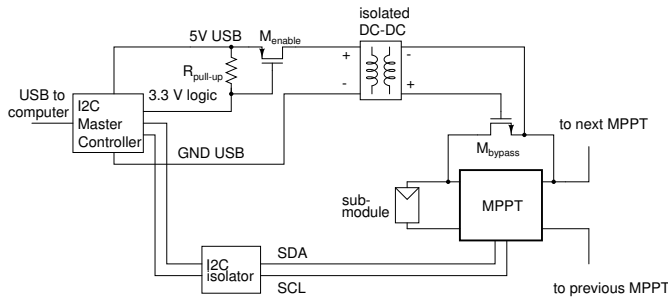 isolated
DC-DC
5V USB
M_enable
+
-
-
+
R_pull-up
USB to
computer
3.3 V logic
I2C
Master
Controller
GND USB
to next MPPT
M_bypass
sub-
module
MPPT
I2C
isolator
SDA
SCL
to previous MPPT